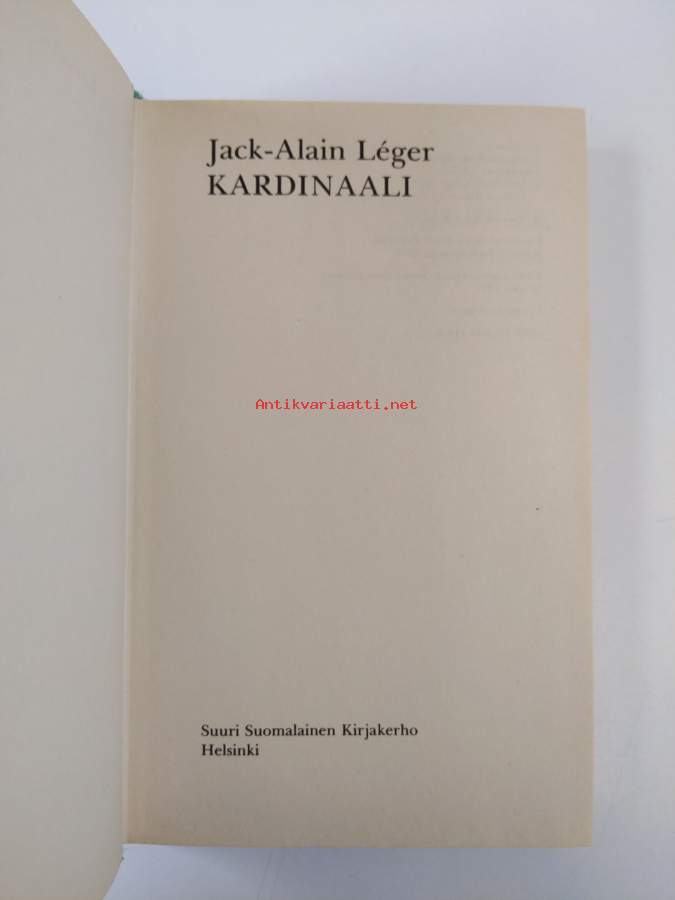 Jack-Alain Léger
KARDINAALI
Antikvariaatti.net
Suuri Suomalainen Kirjakerho
Helsinki